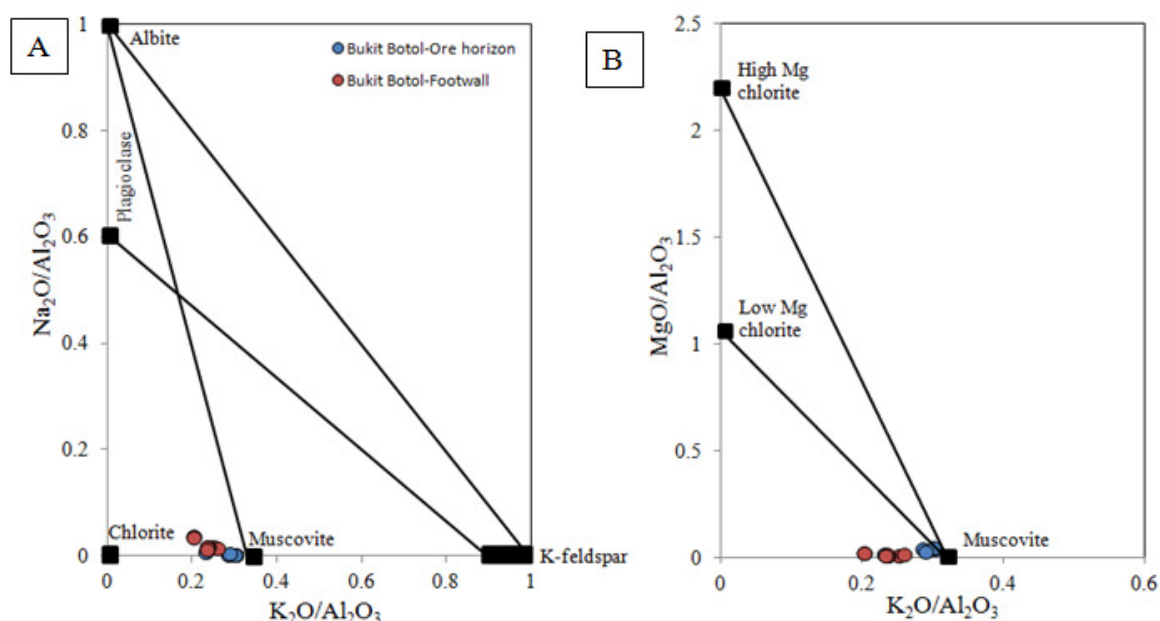 A
Albite
Bukit Botol-Ore horizon
Bukit Botol-Footwall
Plagioclase
Chlorite
Muscovite
K-feldspar
1
0.8
0.6
0.4
0.2
0
0 0.2 0.4 0.6 0.8 1
Na₂O/Al₂O₃
K₂O/Al₂O₃
B
High Mg
chlorite
Low Mg
chlorite
Muscovite
2.5
2
1.5
1
0.5
0
0 0.2 0.4 0.6
MgO/Al₂O₃
K₂O/Al₂O₃